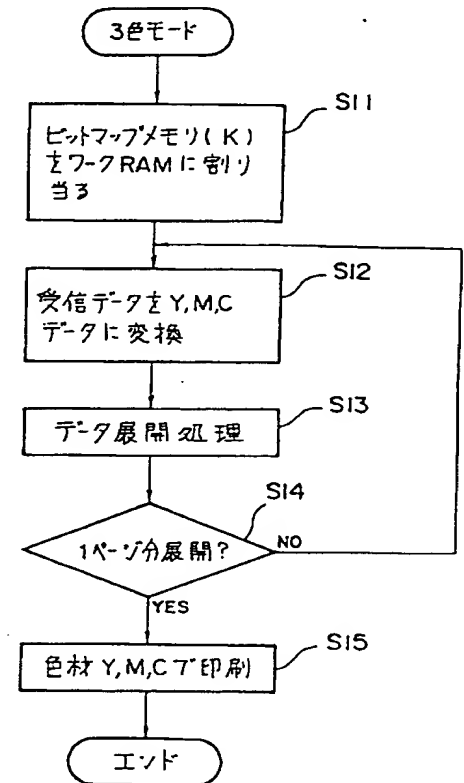 3色モード
S11
ビットマップメモリ(K)
をワークRAMに割り
当る
S12
受信データをY,M,C
データに変換
S13
データ展開処理
S14
1ページ分展開?
NO
YES
S15
色材Y,M,Cで印刷
エンド